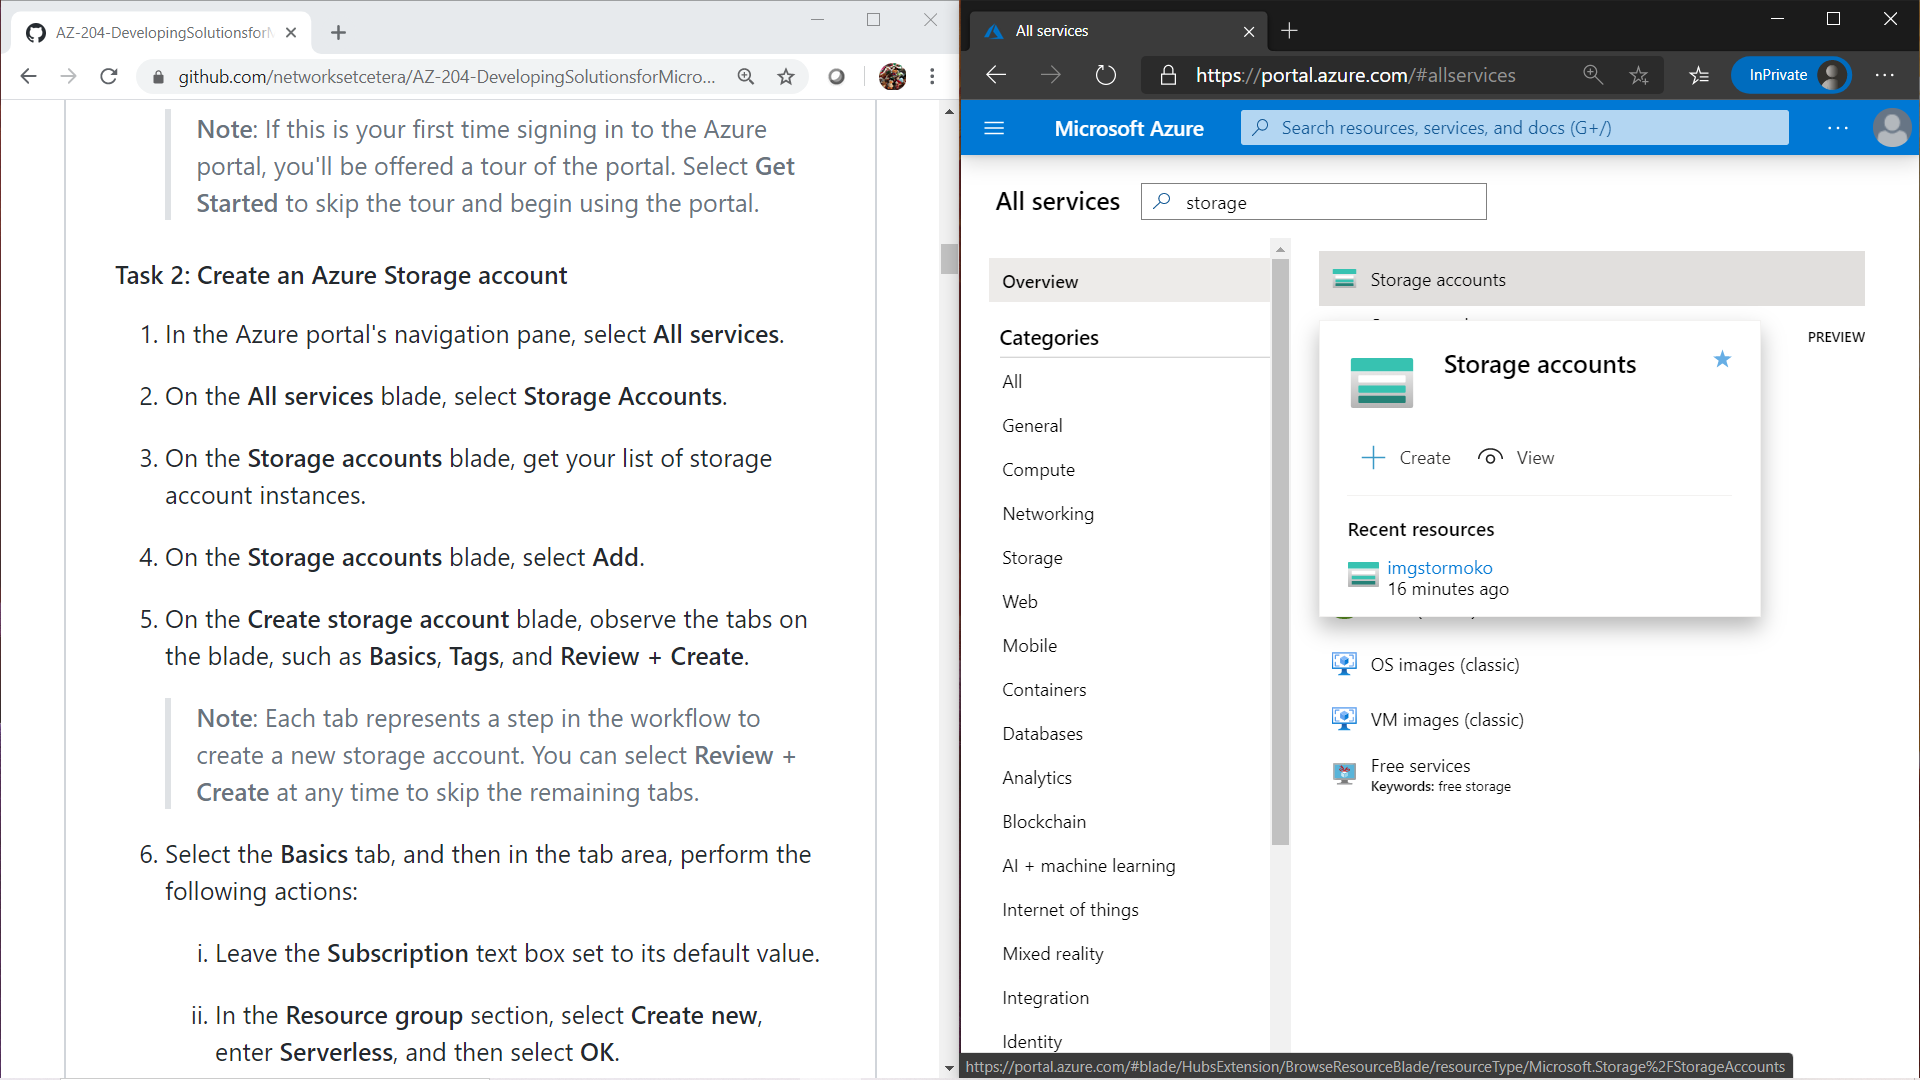 AZ-204-DevelopingSolutionsforM
github.com/networksetcetera/AZ-204-DevelopingSolutionsforMicro...
Note: If this is your first time signing in to the Azure
portal, you'll be offered a tour of the portal. Select Get
Started to skip the tour and begin using the portal.
Task 2: Create an Azure Storage account
1. In the Azure portal's navigation pane, select All services.
2. On the All services blade, select Storage Accounts.
3. On the Storage accounts blade, get your list of storage
account instances.
4. On the Storage accounts blade, select Add.
5. On the Create storage account blade, observe the tabs on
the blade, such as Basics, Tags, and Review + Create.
Note: Each tab represents a step in the workflow to
create a new storage account. You can select Review +
Create at any time to skip the remaining tabs.
6. Select the Basics tab, and then in the tab area, perform the
following actions:
i. Leave the Subscription text box set to its default value.
ii. In the Resource group section, select Create new,
enter Serverless, and then select OK.
All services
https://portal.azure.com/#allservices
InPrivate
Microsoft Azure
Search resources, services, and docs (G+/)
All services
storage
Overview
Categories
All
General
Compute
Networking
Storage
Web
Mobile
Containers
Databases
Analytics
Blockchain
AI + machine learning
Internet of things
Mixed reality
Integration
Identity
Storage accounts
PREVIEW
Storage accounts
Create
View
Recent resources
imgstormoko
16 minutes ago
OS images (classic)
VM images (classic)
Free services
Keywords: free storage
https://portal.azure.com/#blade/HubsExtension/BrowseResourceBlade/resourceType/Microsoft.Storage%2FStorageAccounts